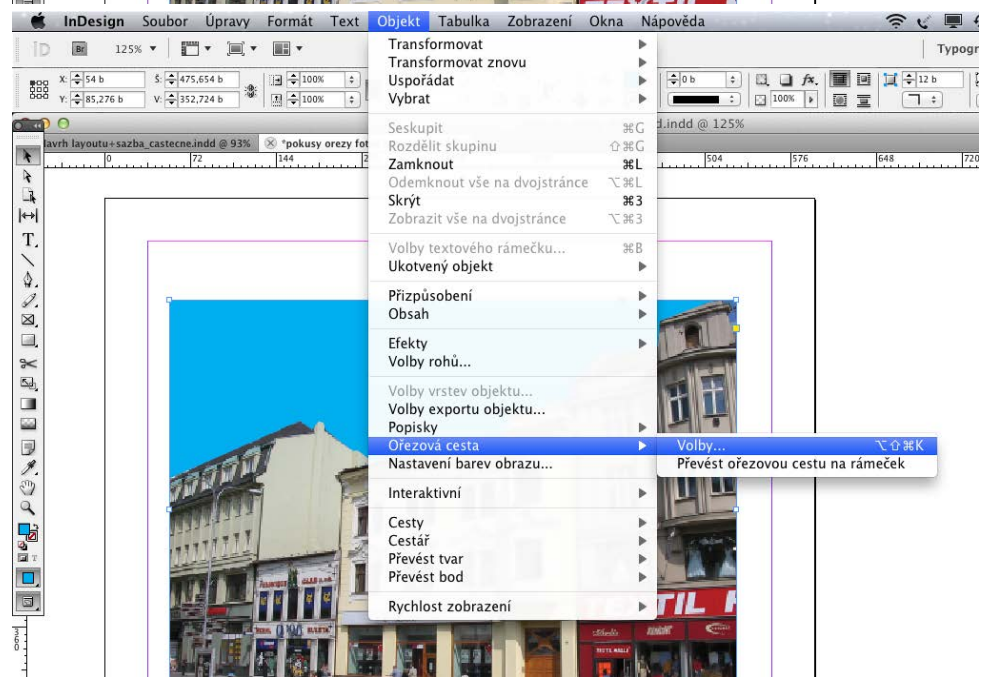 InDesign Soubor Úpravy Formát Text Objekt Tabulka Zobrazení Okna Nápověda
Br 125%
Typogr
X: 54 b Š: 475,654 b 100%
Y: 85,276 b V: 352,724 b 100%
0 b fx. 12 b
100%
lavrh layoutu+sazba_castecne.indd @ 93% *pokusy orezy fot
d.indd @ 125%
0 72 144 2 504 576 648 720
Transformovat
Transformovat znovu
Uspořádat
Vybrat
Seskupit ⌘G
Rozdělit skupinu ⇧⌘G
Zamknout ⌘L
Odemknout vše na dvojstránce ⌥⌘L
Skrýt ⌘3
Zobrazit vše na dvojstránce ⌥⌘3
Volby textového rámečku... ⌘B
Ukotvený objekt
Přizpůsobení
Obsah
Efekty
Volby rohů...
Volby vrstev objektu...
Volby exportu objektu...
Popisky
Ořezová cesta
Volby... ⌥⇧⌘K
Nastavení barev obrazu...
Převést ořezovou cestu na rámeček
Interaktivní
Cesty
Cestář
Převést tvar
Převést bod
Rychlost zobrazení
360